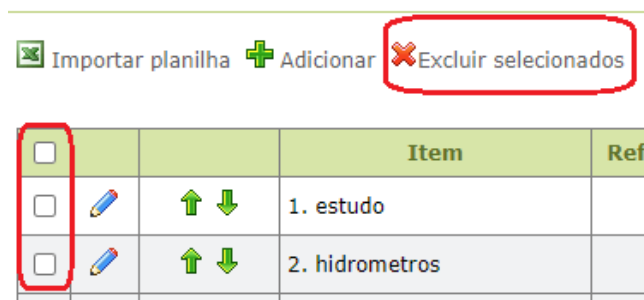 Importar planilha Adicionar Excluir selecionados
Item Ref
1. estudo
2. hidrometros